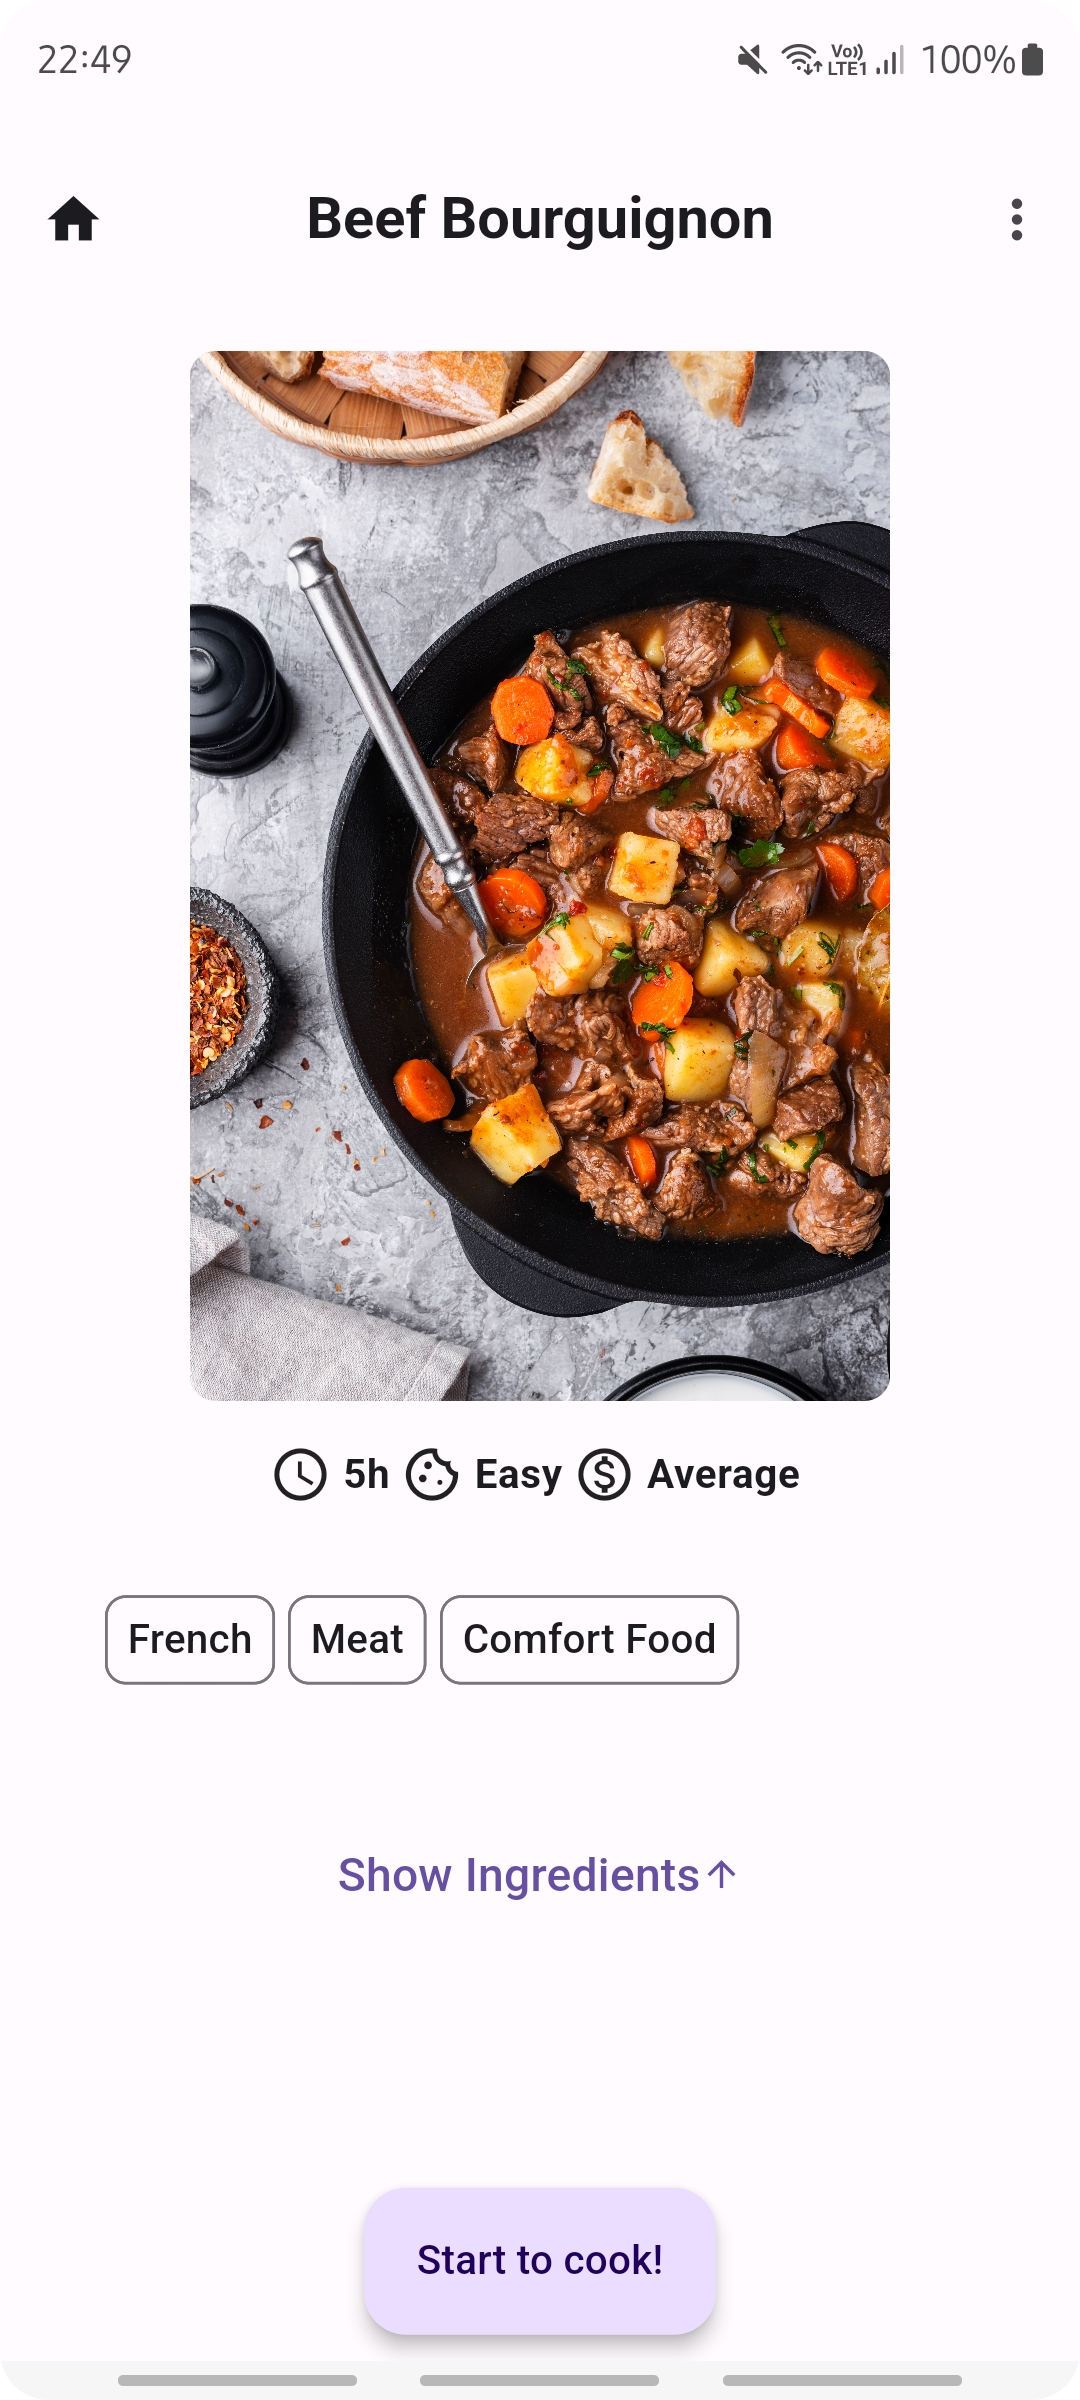 22:49 Vo)) LTE1 100%
Beef Bourguignon
5h Easy Average
French Meat Comfort Food
Show Ingredients↑
Start to cook!